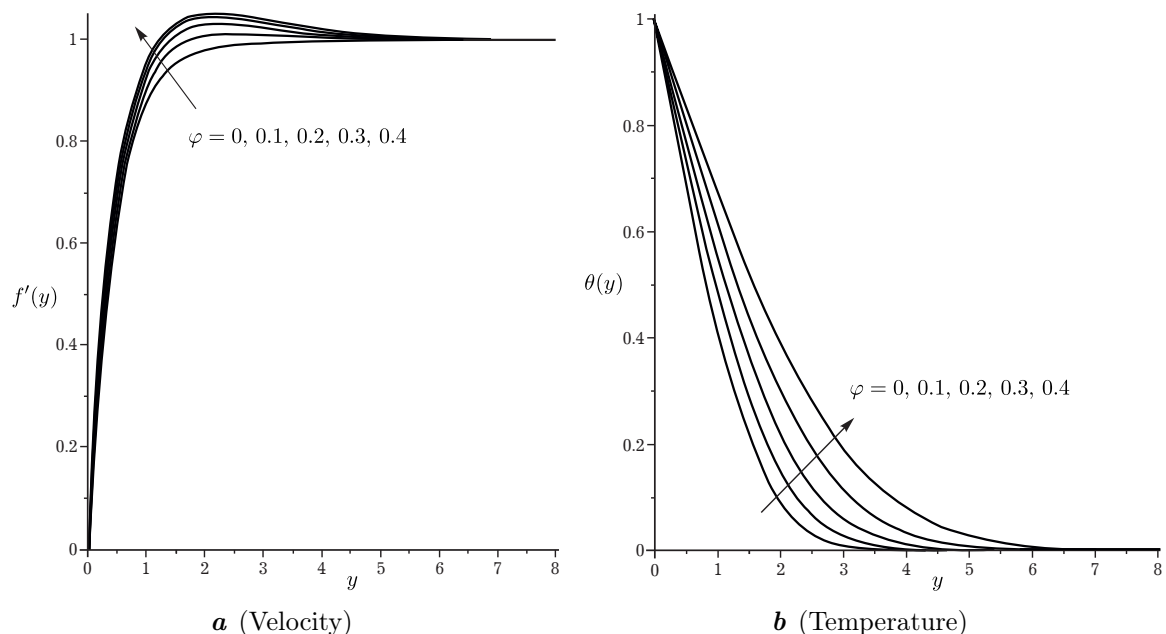 1
0.8
0.6
0.4
0.2
0
f′(y)
φ = 0, 0.1, 0.2, 0.3, 0.4
0 1 2 3 4 5 6 7 8
y
a (Velocity)
1
0.8
0.6
0.4
0.2
0
θ(y)
φ = 0, 0.1, 0.2, 0.3, 0.4
0 1 2 3 4 5 6 7 8
y
b (Temperature)